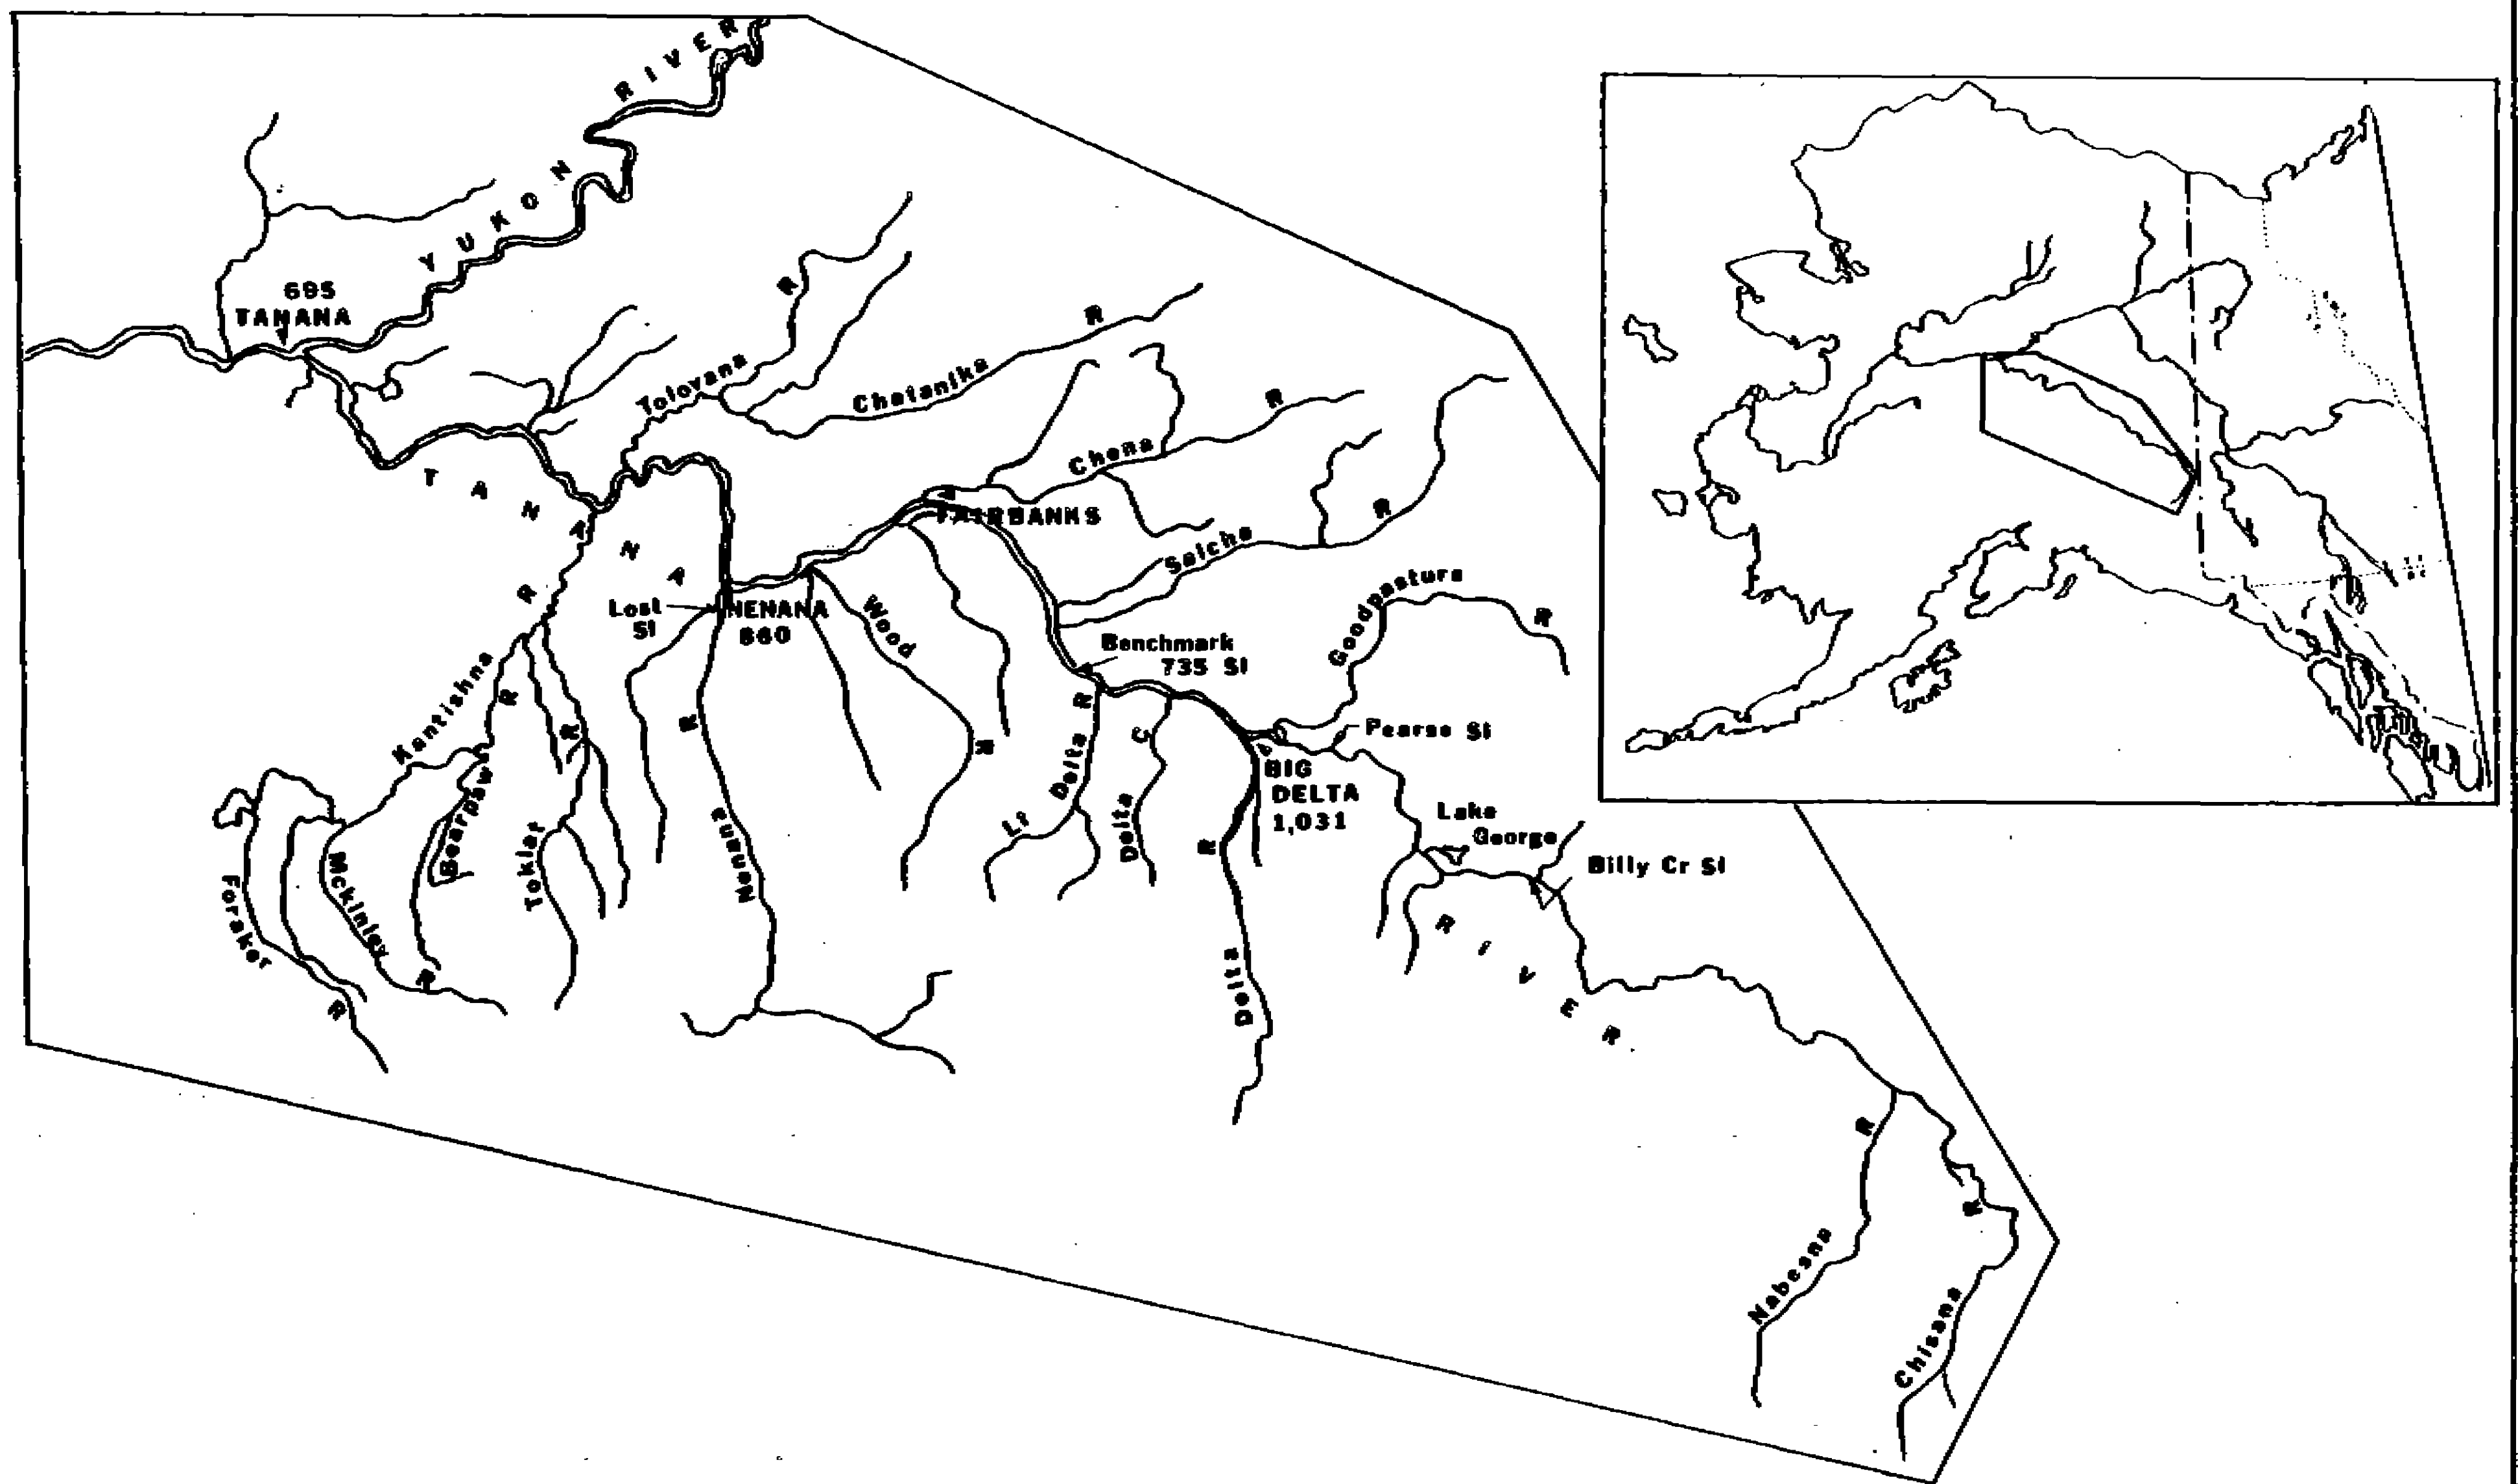 YUKON RIVER
695
TANANA
Tolovana R
Chatanika R
Chena R
FAIRBANKS
Salcha R
Goodpasture R
TANANA RIVER
Lost
Sl
NENANA
860
Wood R
Benchmark
735 Sl
Pearse Sl
BIG
DELTA
1,031
Lake
George
Billy Cr Sl
Kantishna R
Bearpaw R
Toklat R
Mckinley R
Foraker R
Nenana R
Lt Delta R
Delta C
Delta R
Nabesna R
Chisana R